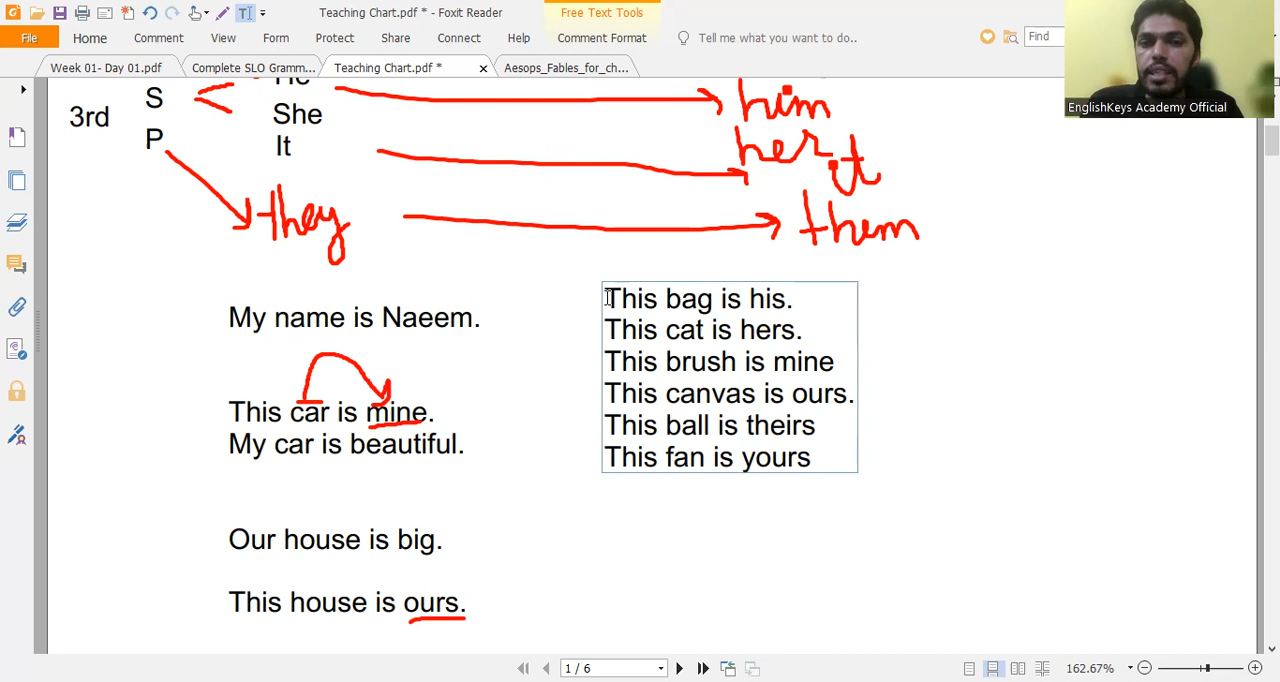 Teaching Chart.pdf * - Foxit Reader
Free Text Tools
File Home Comment View Form Protect Share Connect Help Comment Format Tell me what you want to do.. Find
Week 01- Day 01.pdf Complete SLO Gramm... Teaching Chart.pdf * Aesops_Fables_for_ch...
EnglishKeys Academy Official
He him
3rd S She
P It her it
they them
My name is Naeem.
This car is mine.
My car is beautiful.
Our house is big.
This house is ours.
This bag is his.
This cat is hers.
This brush is mine
This canvas is ours.
This ball is theirs
This fan is yours
1 / 6 162.67%